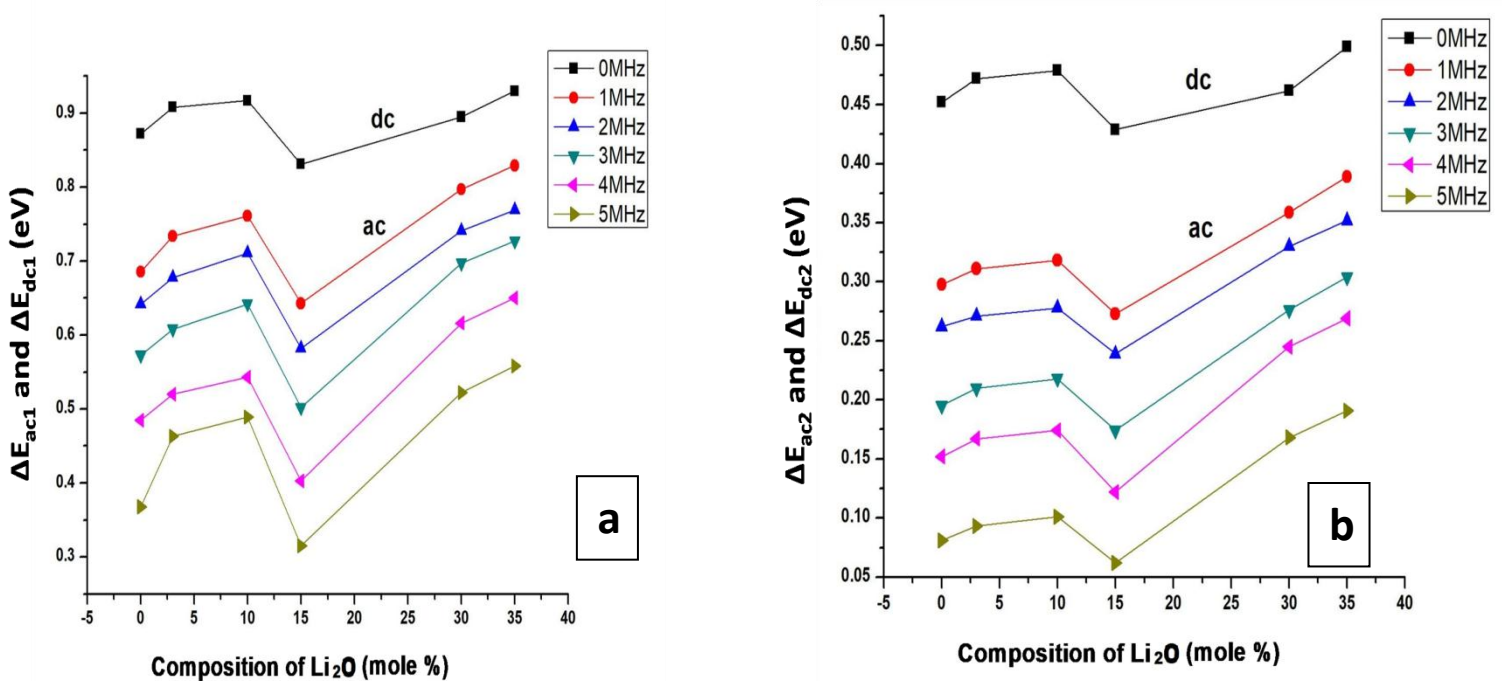 ΔE_ac1 and ΔE_dc1 (eV)
0.9
0.8
0.7
0.6
0.5
0.4
0.3
-5 0 5 10 15 20 25 30 35 40
Composition of Li₂O (mole %)
dc
ac
0MHz
1MHz
2MHz
3MHz
4MHz
5MHz
a
ΔE_ac2 and ΔE_dc2 (eV)
0.50
0.45
0.40
0.35
0.30
0.25
0.20
0.15
0.10
0.05
-5 0 5 10 15 20 25 30 35 40
Composition of Li₂O (mole %)
dc
ac
0MHz
1MHz
2MHz
3MHz
4MHz
5MHz
b